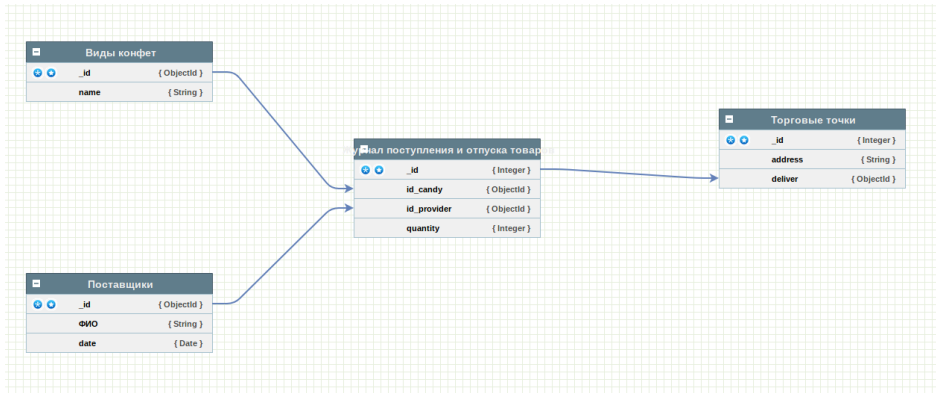 Виды конфет
_id { ObjectId }
name { String }
Журнал поступления и отпуска товаров
_id { Integer }
id_candy { ObjectId }
id_provider { ObjectId }
quantity { Integer }
Торговые точки
_id { Integer }
address { String }
deliver { ObjectId }
Поставщики
_id { ObjectId }
ФИО { String }
date { Date }